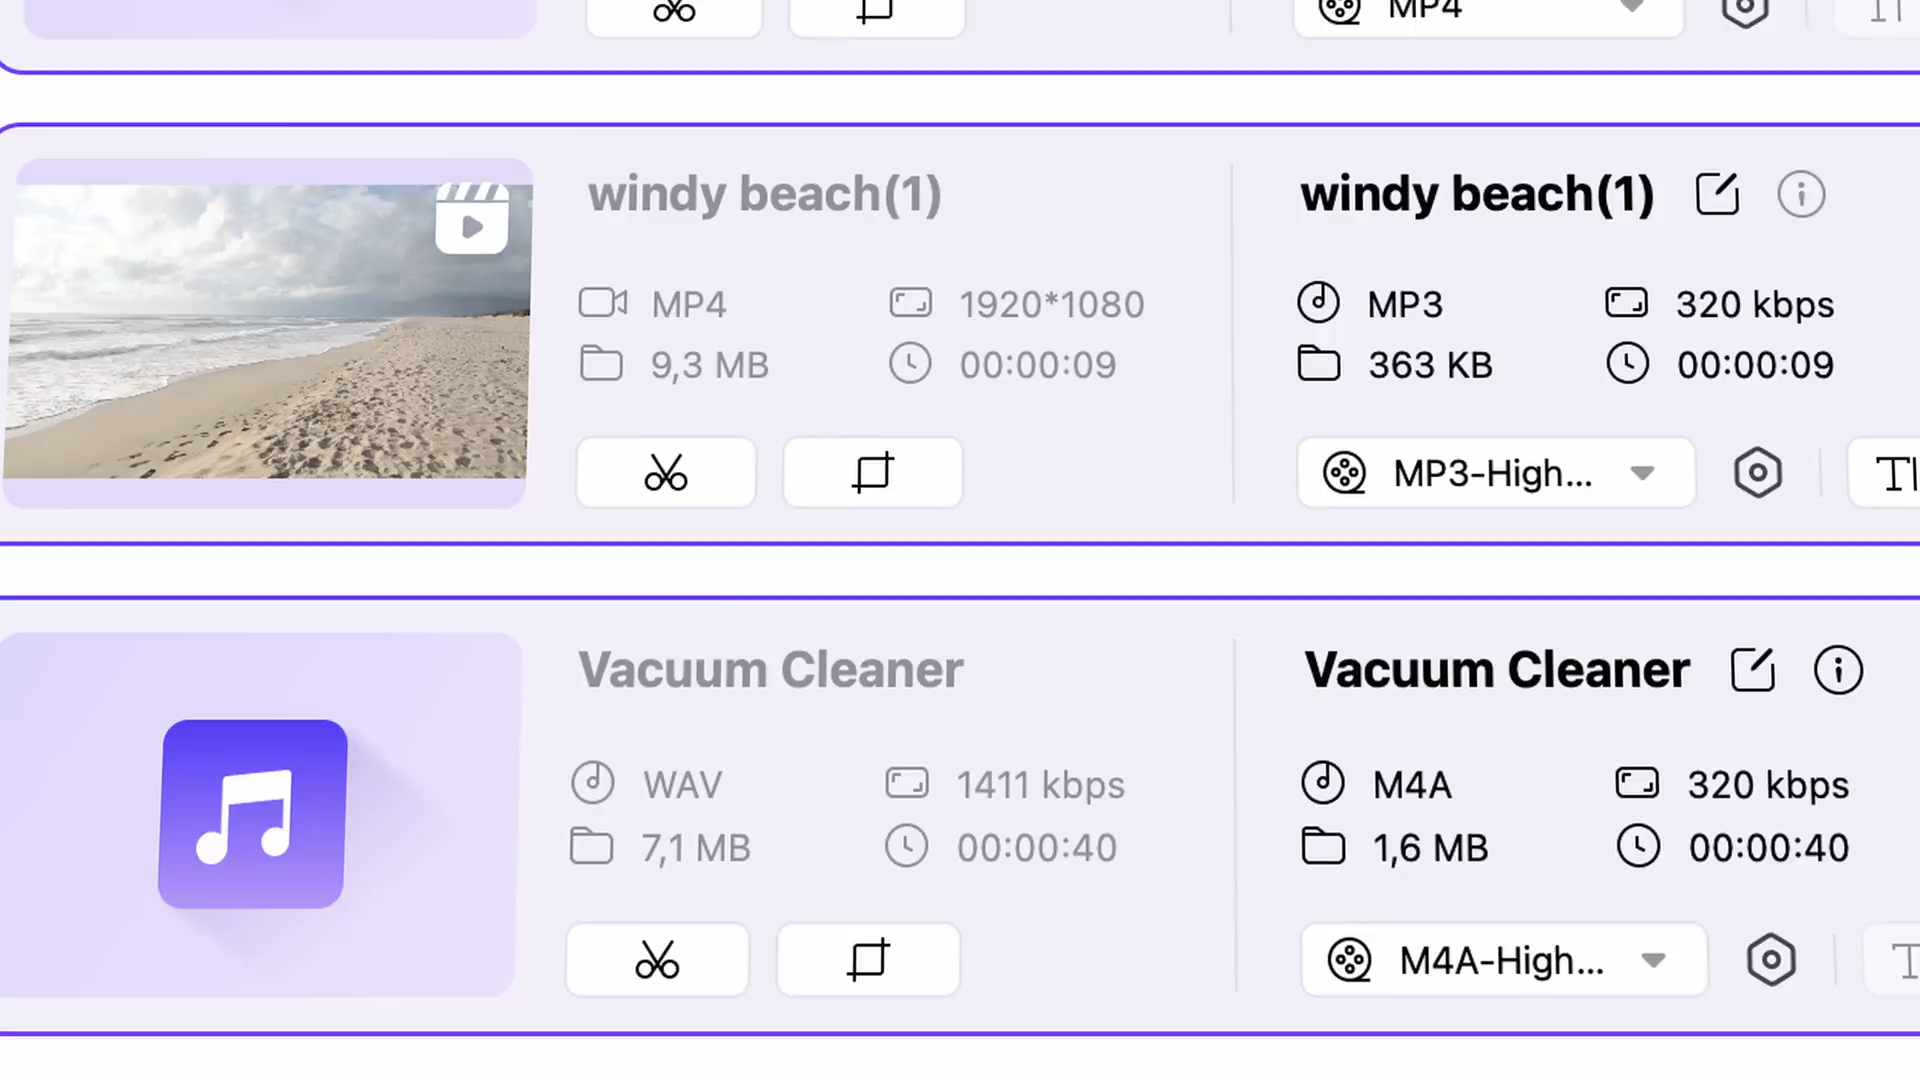 MP4
windy beach(1)
windy beach(1)
MP4
1920*1080
MP3
320 kbps
9,3 MB
00:00:09
363 KB
00:00:09
MP3-High...
Vacuum Cleaner
Vacuum Cleaner
WAV
1411 kbps
M4A
320 kbps
7,1 MB
00:00:40
1,6 MB
00:00:40
M4A-High...